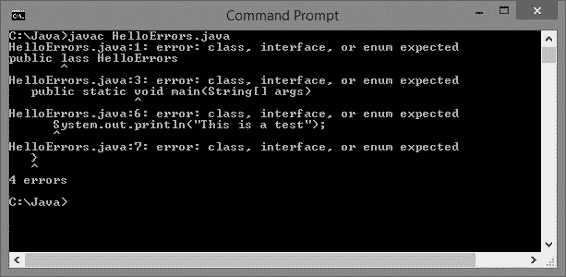 Command Prompt
C:\Java>javac HelloErrors.java
HelloErrors.java:1: error: class, interface, or enum expected
public lass HelloErrors
^
HelloErrors.java:3: error: class, interface, or enum expected
public static void main(String[] args)
^
HelloErrors.java:6: error: class, interface, or enum expected
System.out.println("This is a test");
^
HelloErrors.java:7: error: class, interface, or enum expected
}
^
4 errors
C:\Java>